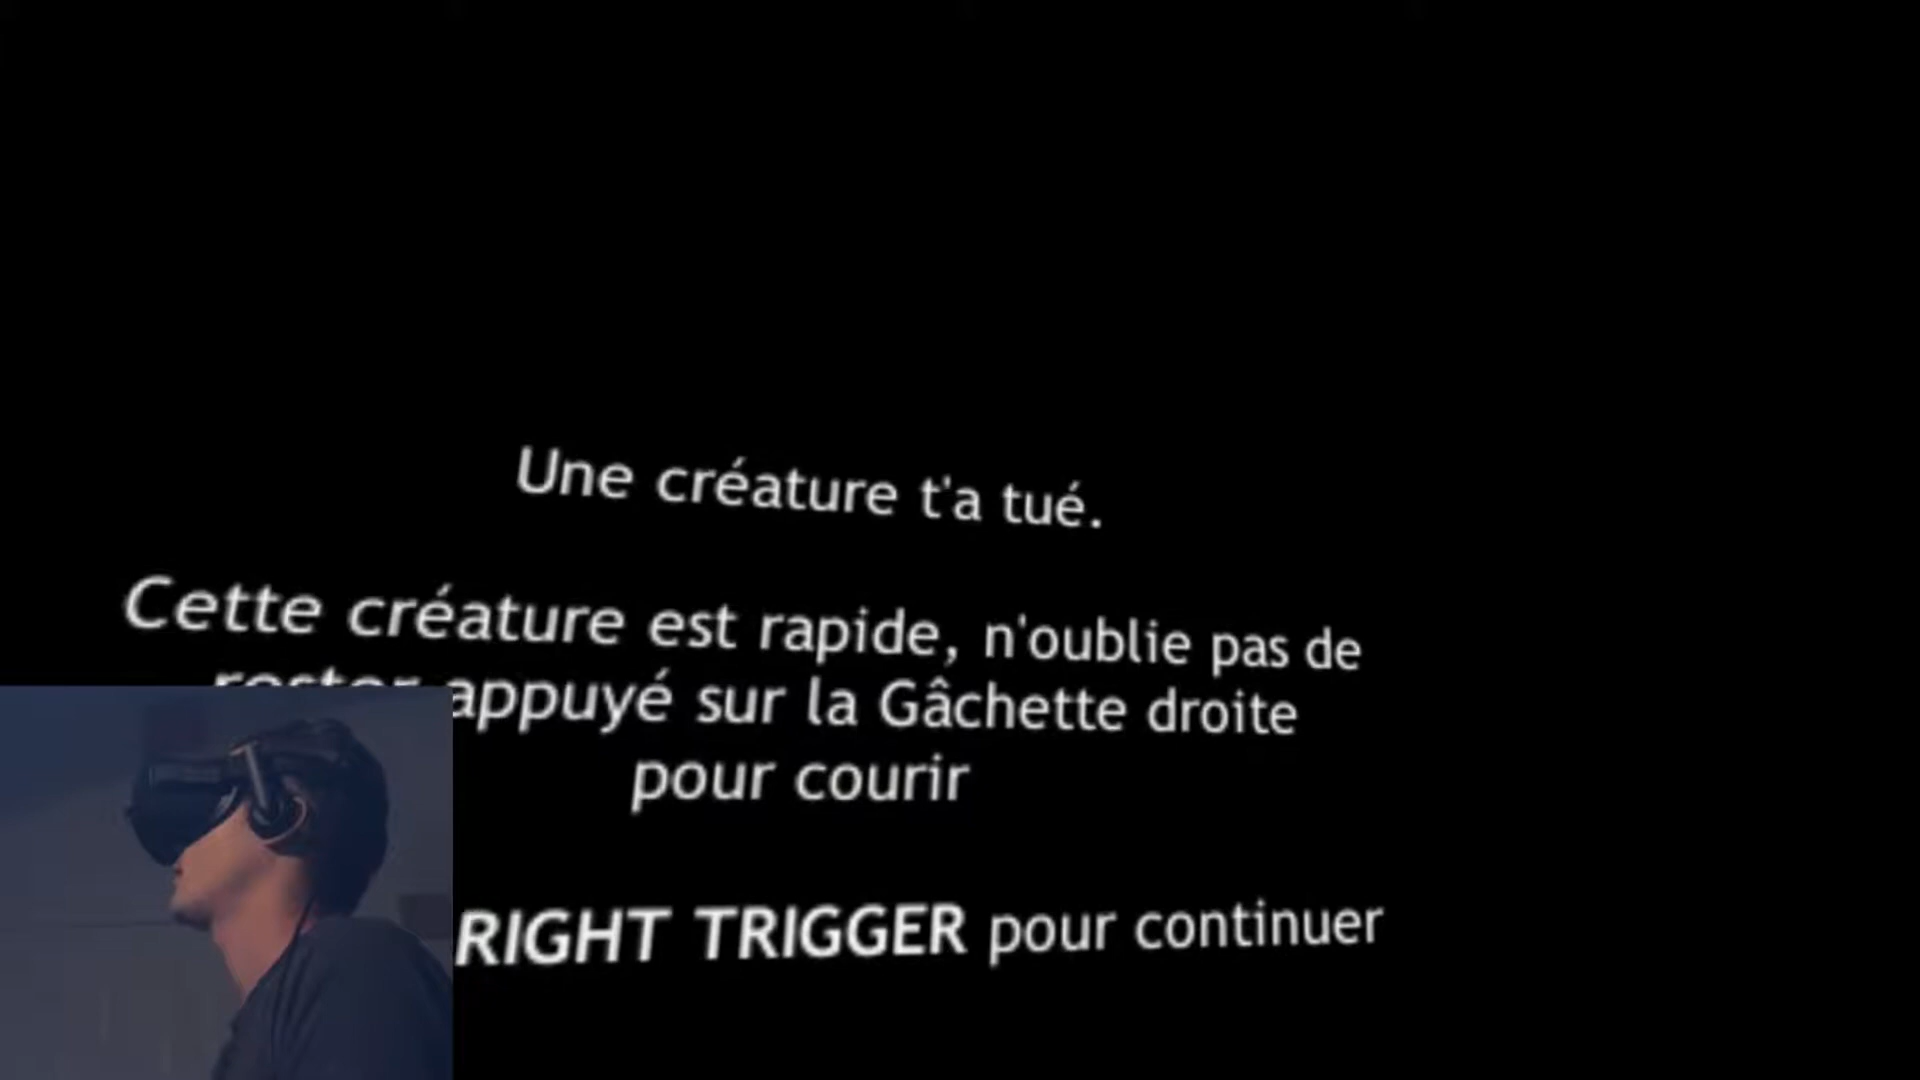 Une créature t'a tué.
Cette créature est rapide, n'oublie pas de
appuyé sur la Gâchette droite
pour courir
RIGHT TRIGGER pour continuer